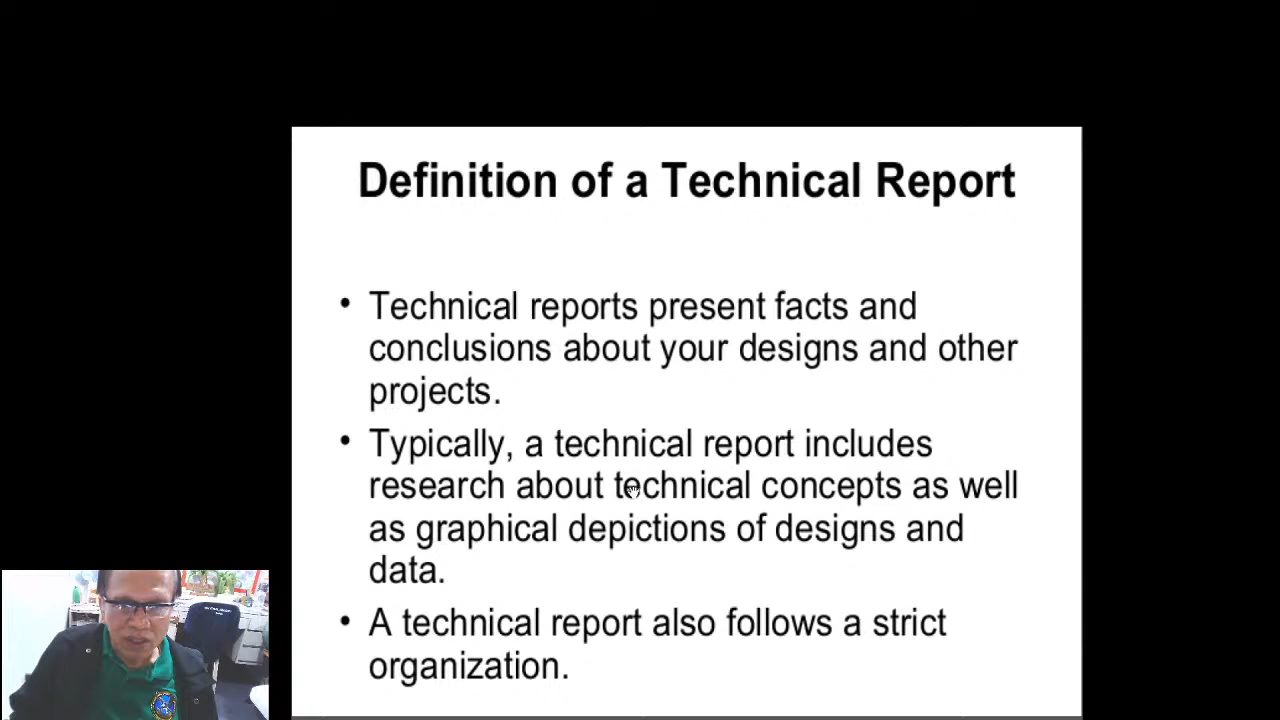 Definition of a Technical Report
• Technical reports present facts and
conclusions about your designs and other
projects.
• Typically, a technical report includes
research about technical concepts as well
as graphical depictions of designs and
data.
• A technical report also follows a strict
organization.